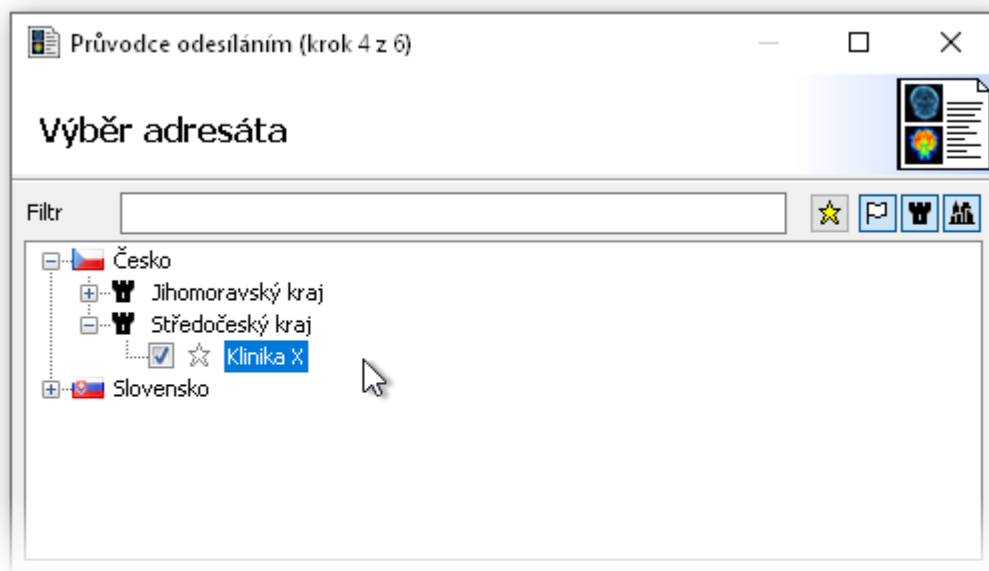 Průvodce odesíláním (krok 4 z 6)
Výběr adresáta
Filtr
Česko
Jihomoravský kraj
Středočeský kraj
Klinika X
Slovensko